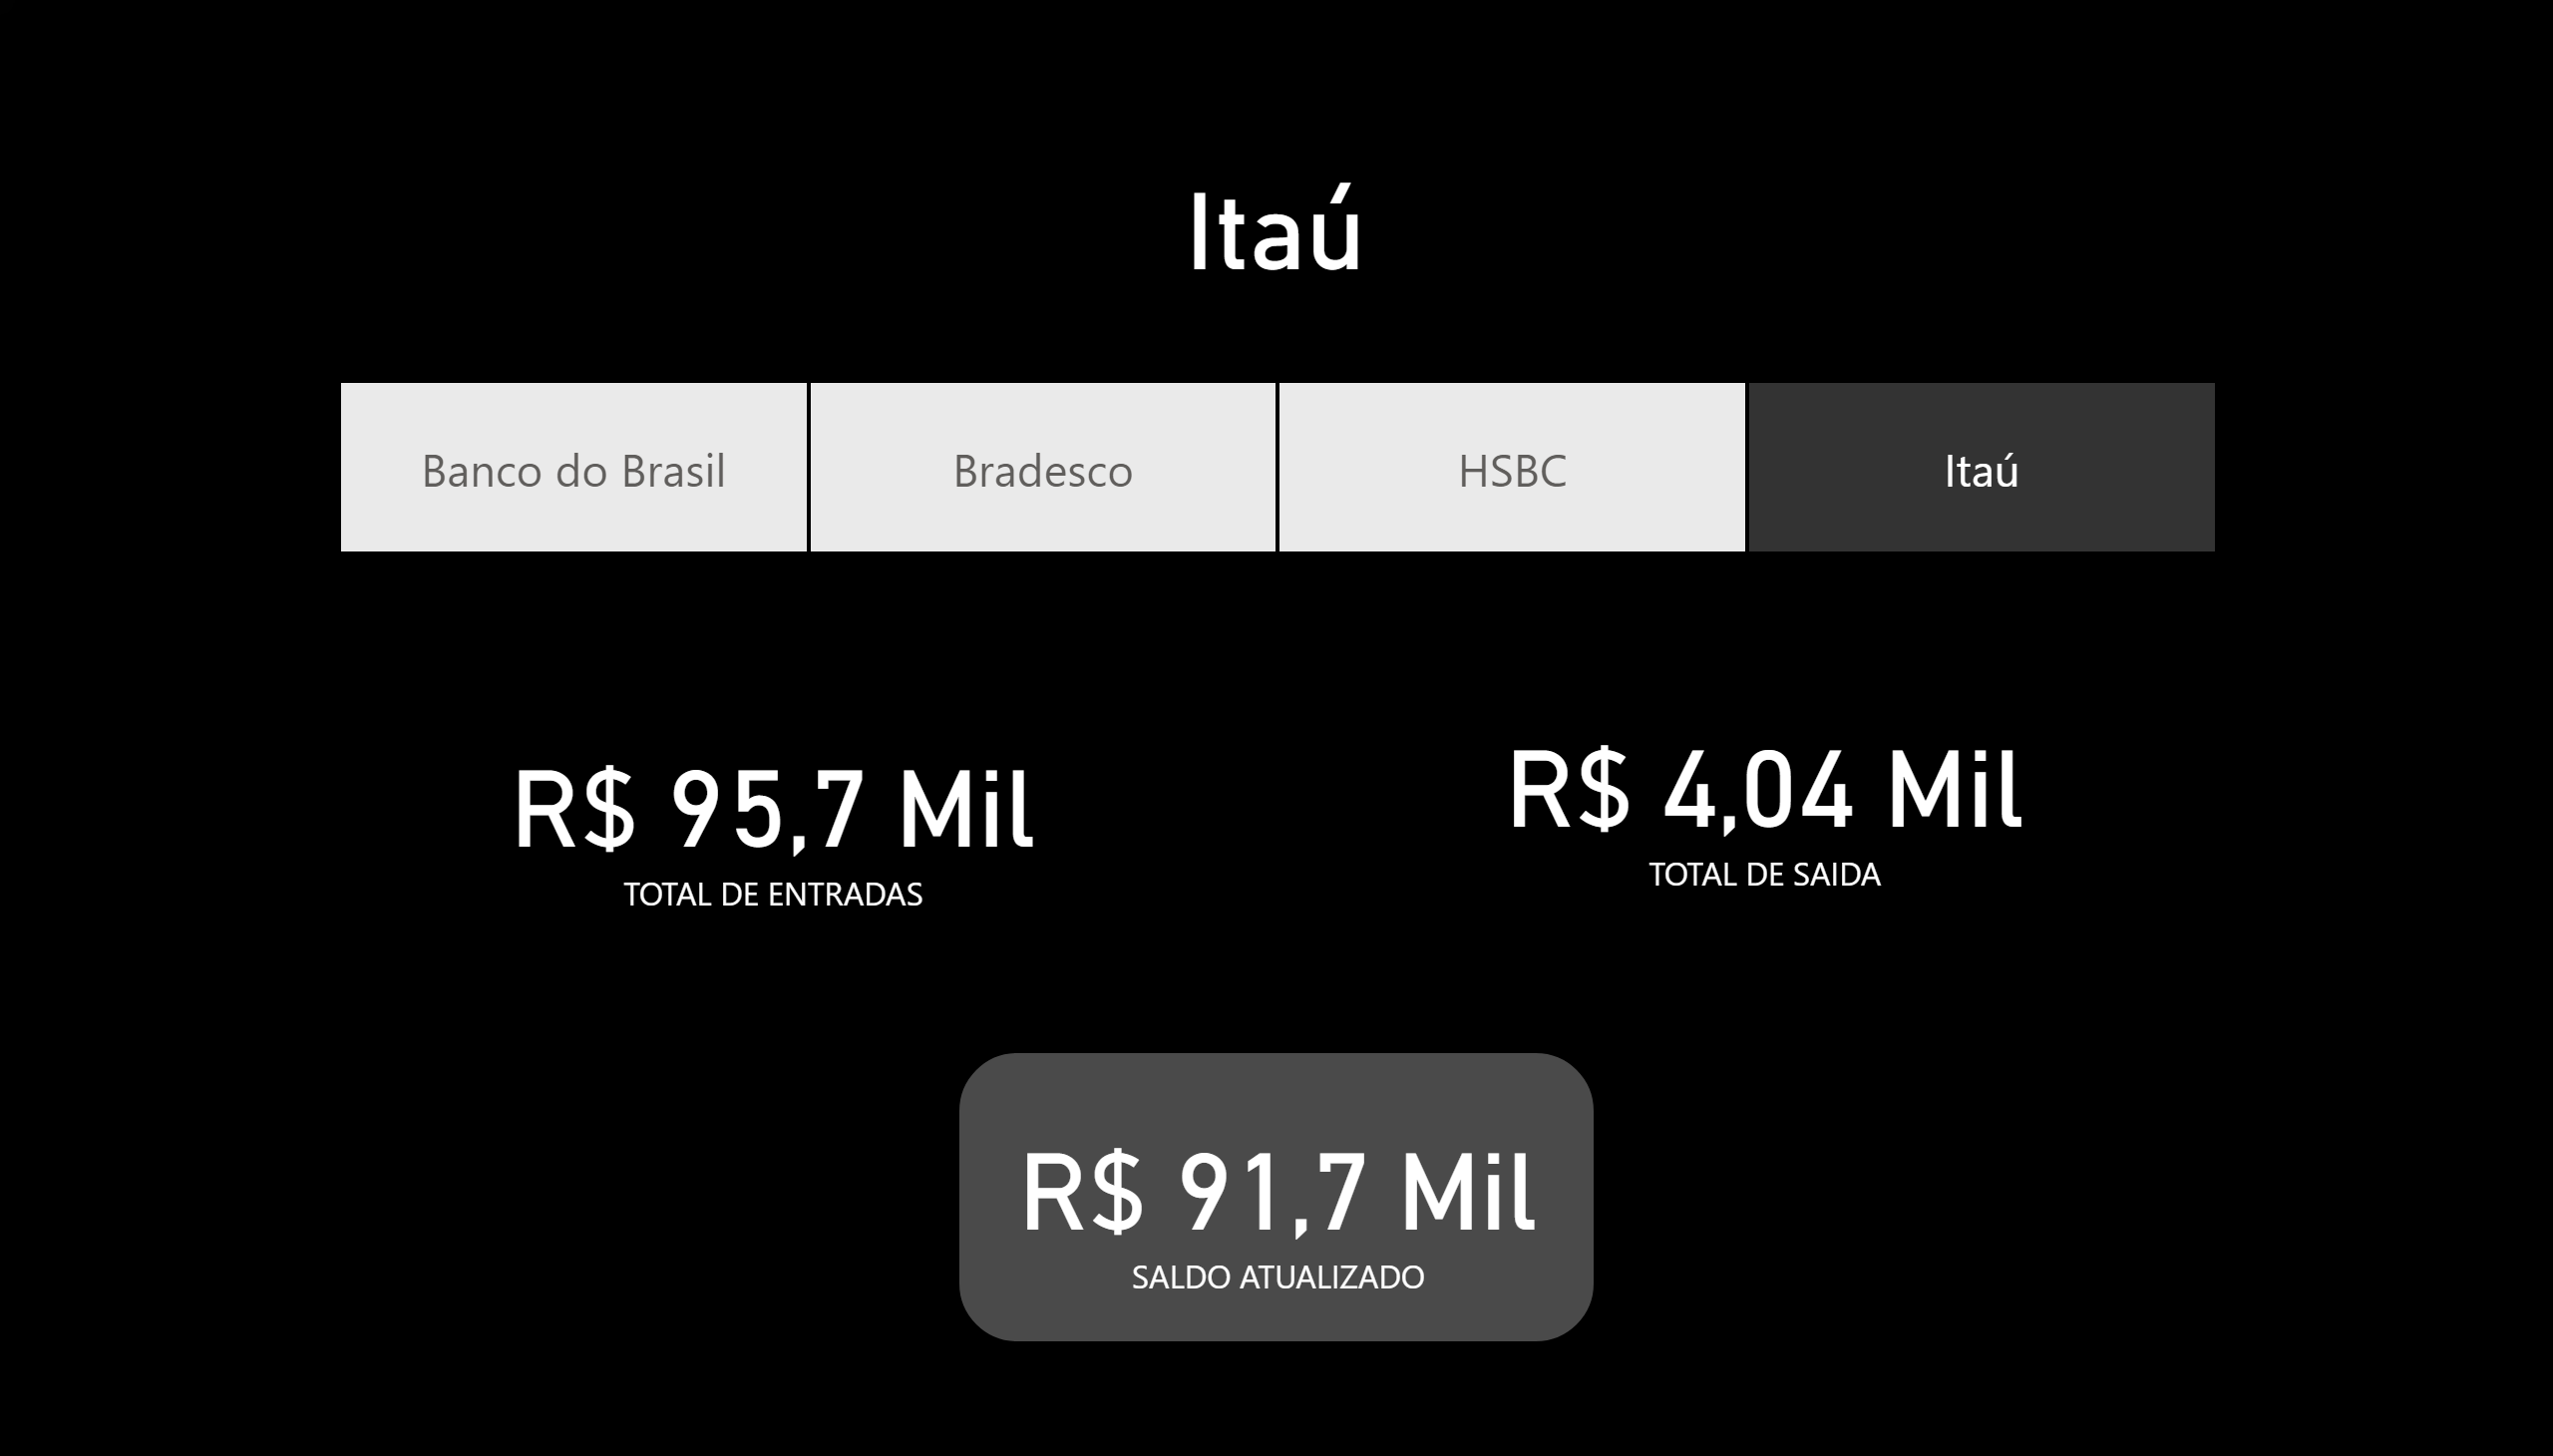 Itaú
Banco do Brasil
Bradesco
HSBC
Itaú
R$ 95,7 Mil
TOTAL DE ENTRADAS
R$ 4,04 Mil
TOTAL DE SAIDA
R$ 91,7 Mil
SALDO ATUALIZADO